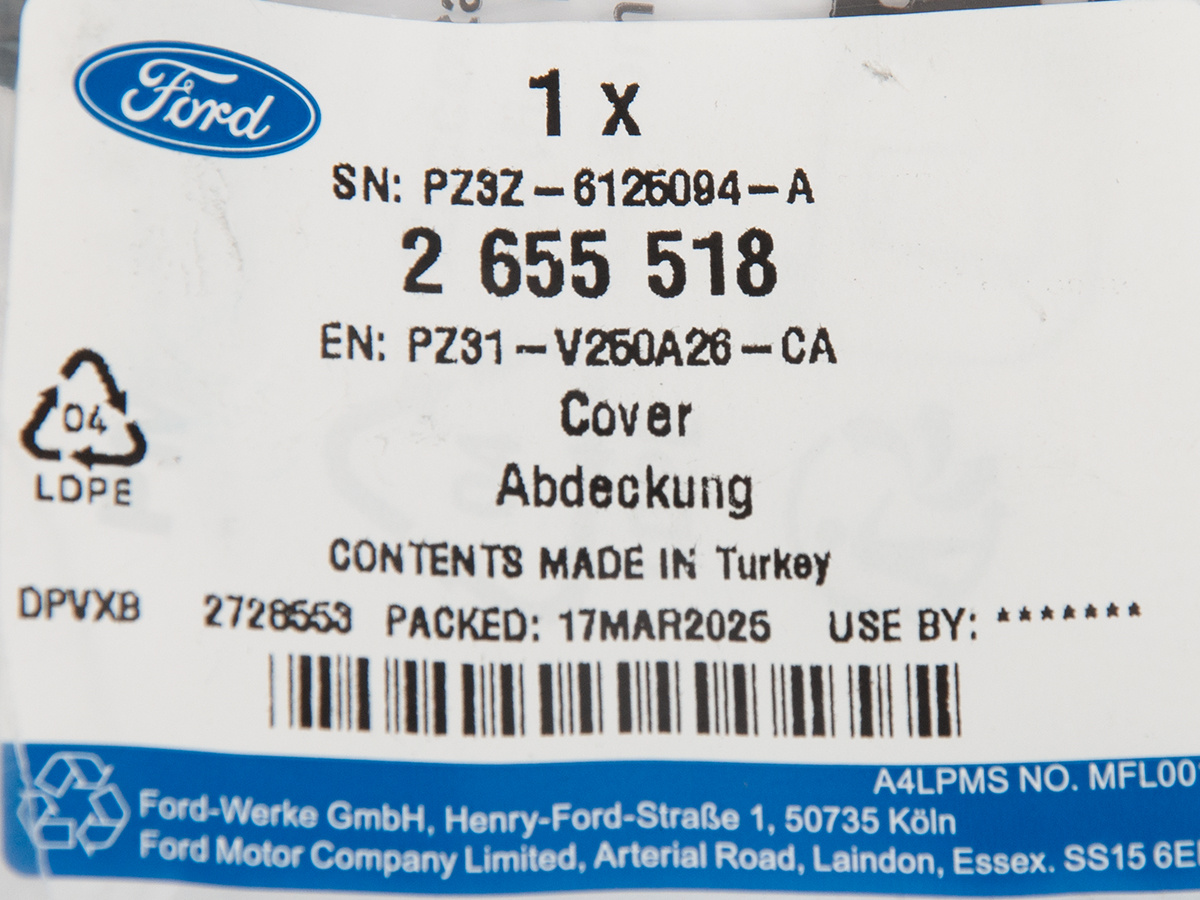 Ford
1 x
SN: PZ3Z-6125094-A
2 655 518
EN: PZ31-V250A26-CA
Cover
Abdeckung
04
LDPE
CONTENTS MADE IN Turkey
DPVXB 2728553 PACKED: 17MAR2025 USE BY: *******
A4LPMS NO. MFL00
Ford-Werke GmbH, Henry-Ford-Straße 1, 50735 Köln
Ford Motor Company Limited, Arterial Road, Laindon, Essex. SS15 6E